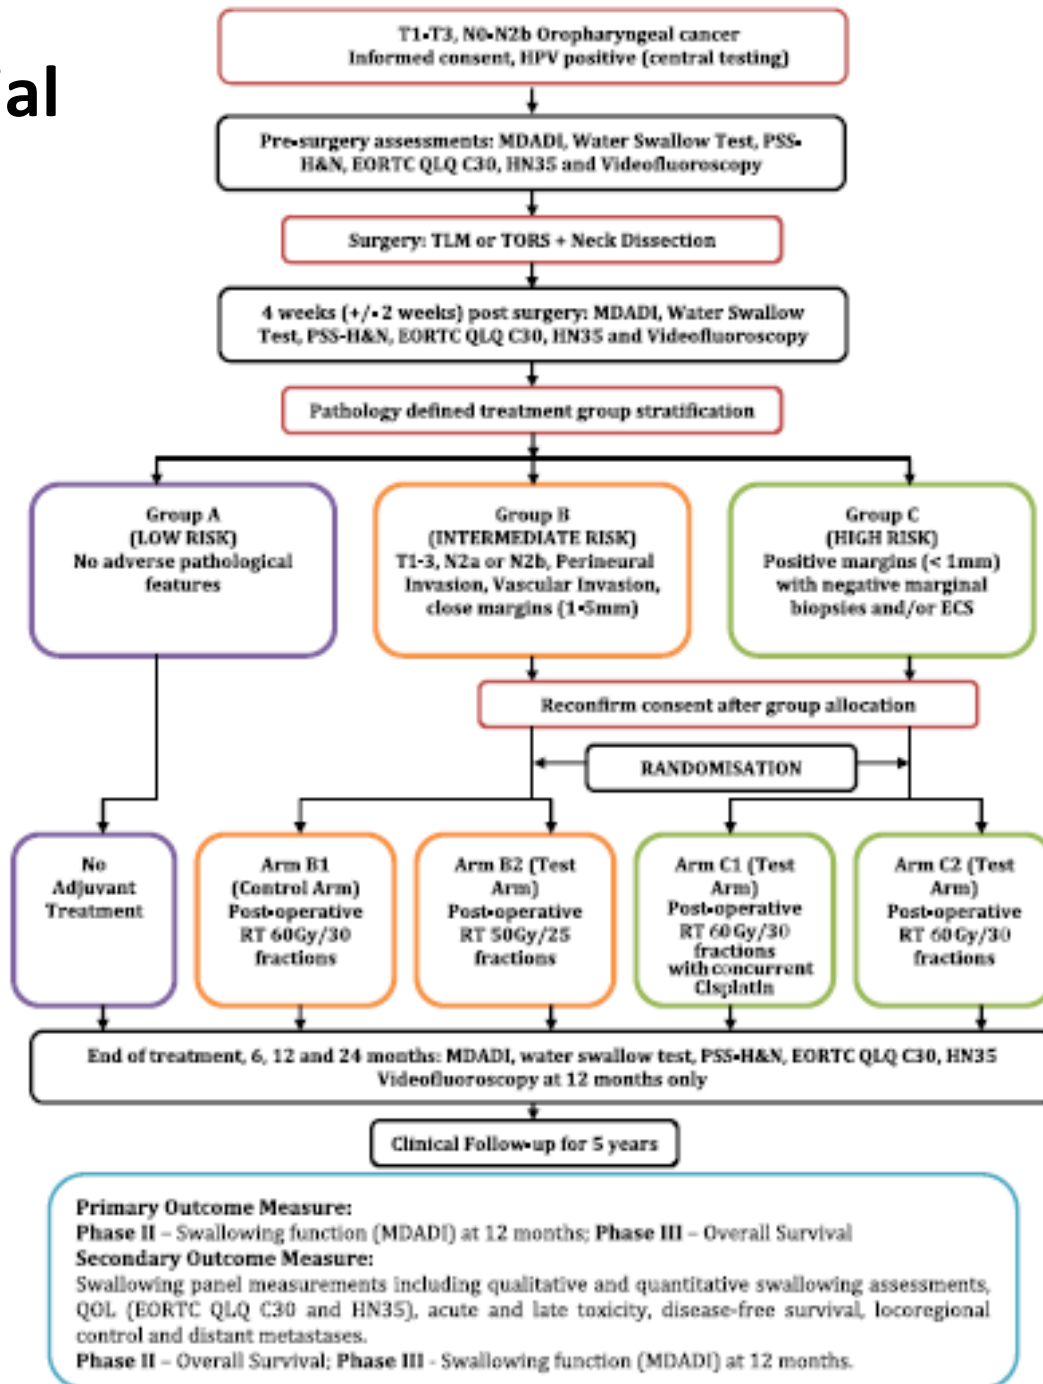 ial
T1-T3, N0-N2b Oropharyngeal cancer
Informed consent, HPV positive (central testing)
Pre-surgery assessments: MDADI, Water Swallow Test, PSS-
H&N, EORTC QLQ C30, HN35 and Videofluoroscopy
Surgery: TLM or TORS + Neck Dissection
4 weeks (+/- 2 weeks) post surgery: MDADI, Water Swallow
Test, PSS-H&N, EORTC QLQ C30, HN35 and Videofluoroscopy
Pathology defined treatment group stratification
Group A
(LOW RISK)
No adverse pathological
features
Group B
(INTERMEDIATE RISK)
T1-3, N2a or N2b, Perineural
Invasion, Vascular Invasion,
close margins (1-5mm)
Group C
(HIGH RISK)
Positive margins (< 1mm)
with negative marginal
biopsies and/or ECS
Reconfirm consent after group allocation
RANDOMISATION
No
Adjuvant
Treatment
Arm B1
(Control Arm)
Post-operative
RT 60Gy/30
fractions
Arm B2 (Test
Arm)
Post-operative
RT 50Gy/25
fractions
Arm C1 (Test
Arm)
Post-operative
RT 60Gy/30
fractions
with concurrent
Cisplatin
Arm C2 (Test
Arm)
Post-operative
RT 60Gy/30
fractions
End of treatment, 6, 12 and 24 months: MDADI, water swallow test, PSS-H&N, EORTC QLQ C30, HN35
Videofluoroscopy at 12 months only
Clinical Follow-up for 5 years
Primary Outcome Measure:
Phase II – Swallowing function (MDADI) at 12 months; Phase III – Overall Survival
Secondary Outcome Measure:
Swallowing panel measurements including qualitative and quantitative swallowing assessments,
QOL (EORTC QLQ C30 and HN35), acute and late toxicity, disease-free survival, locoregional
control and distant metastases.
Phase II – Overall Survival; Phase III - Swallowing function (MDADI) at 12 months.